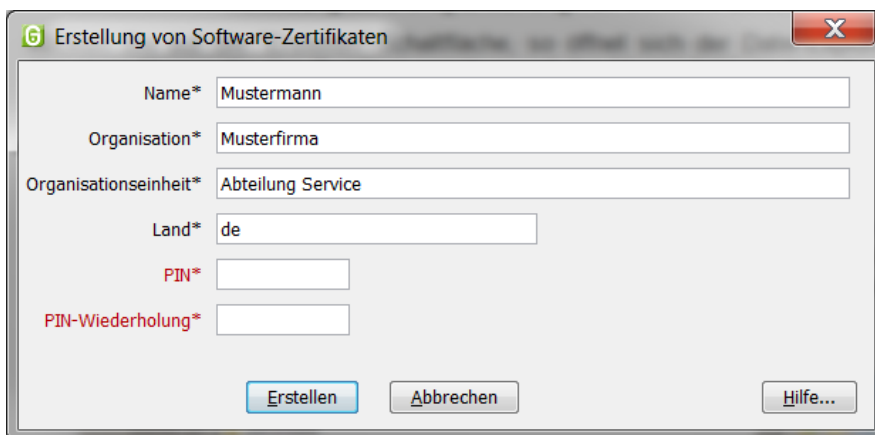 Erstellung von Software-Zertifikaten
Name* Mustermann
Organisation* Musterfirma
Organisationseinheit* Abteilung Service
Land* de
PIN*
PIN-Wiederholung*
Erstellen Abbrechen Hilfe...